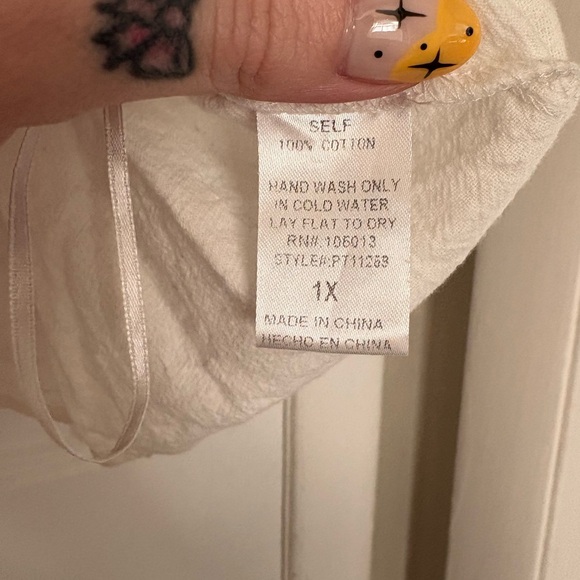 SELF
100% COTTON
HAND WASH ONLY
IN COLD WATER
LAY FLAT TO DRY
RN#:106013
STYLE#:PT11253
1X
MADE IN CHINA
HECHO EN CHINA